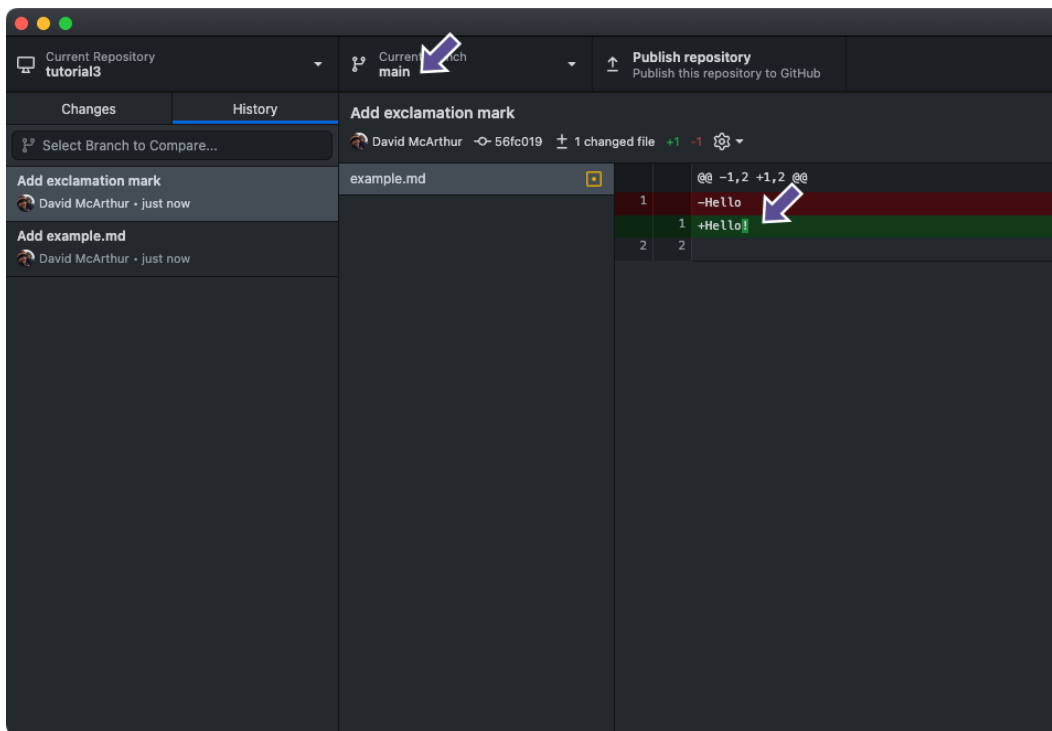 Current Repository
tutorial3
Current
main
Publish repository
Publish this repository to GitHub
Changes
History
Select Branch to Compare...
Add exclamation mark
David McArthur • just now
Add example.md
David McArthur • just now
Add exclamation mark
David McArthur 56fc019 1 changed file +1 -1
example.md
@@ -1,2 +1,2 @@
1 -Hello
1 +Hello!
2 2